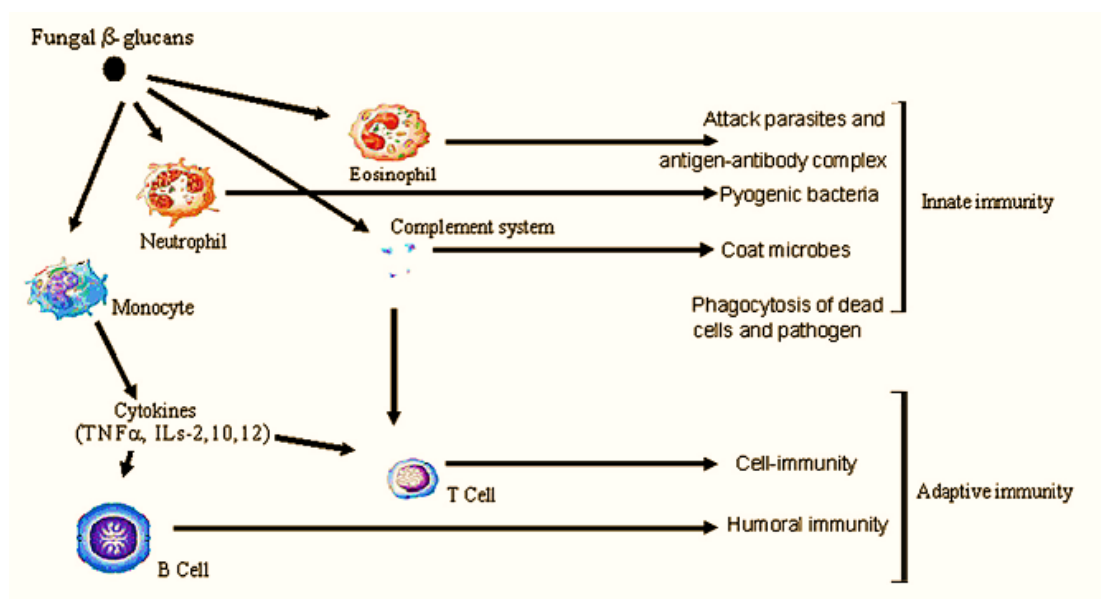 Fungal ß- glucans
Attack parasites and
antigen-antibody complex
Eosinophil
Pyogenic bacteria
Innate immunity
Neutrophil
Complement system
Coat microbes
Monocyte
Phagocytosis of dead
cells and pathogen
Cytokines
(TNFα, ILs-2,10,12)
Cell-immunity
T Cell
Adaptive immunity
Humoral immunity
B Cell